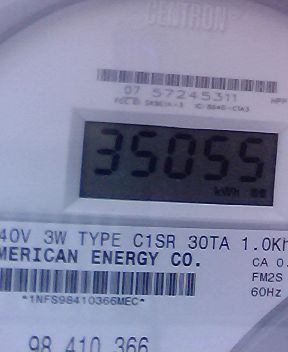 CENTRON
07 57245311
35055
kWh
40V 3W TYPE C1SR 30TA 1.0Kh
MERICAN ENERGY CO.
CA 0.
FM2S
60Hz
*1NFS98410366MEC*
98 410 366